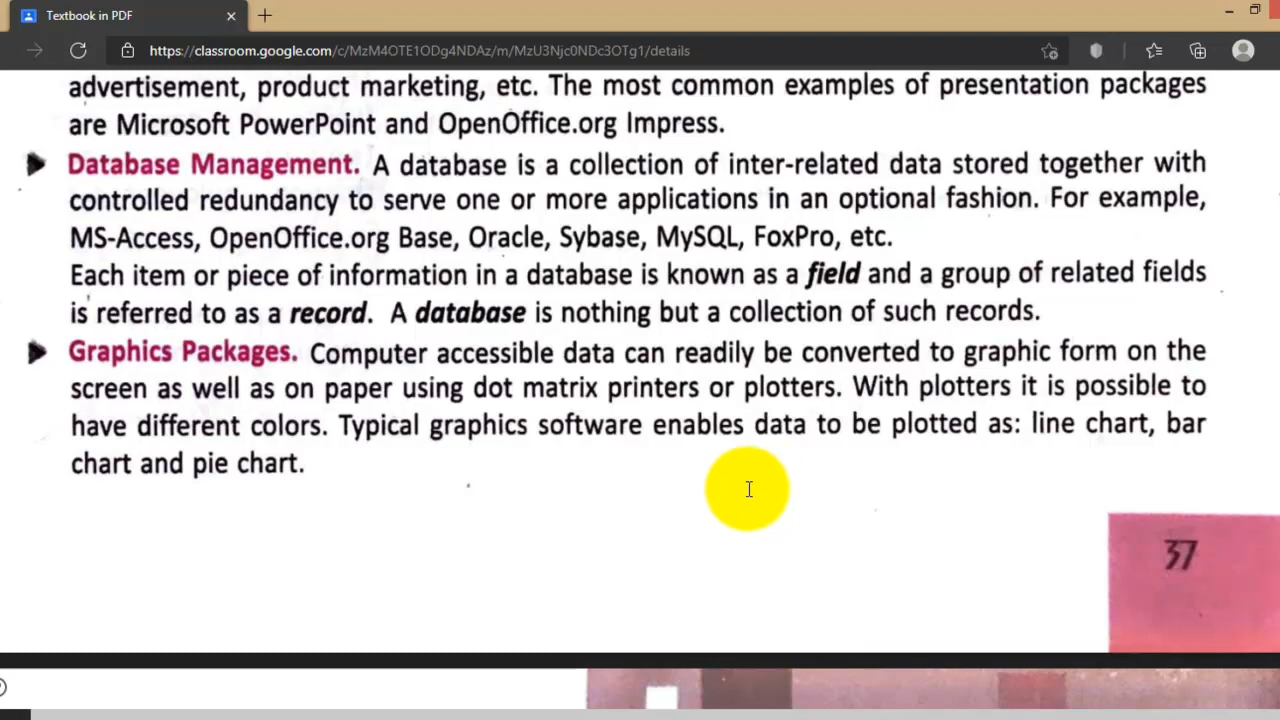 Textbook in PDF
https://classroom.google.com/c/MzM4OTE1ODg4NDAz/m/MzU3Njc0NDc3OTg1/details
advertisement, product marketing, etc. The most common examples of presentation packages
are Microsoft PowerPoint and OpenOffice.org Impress.
Database Management. A database is a collection of inter-related data stored together with
controlled redundancy to serve one or more applications in an optional fashion. For example,
MS-Access, OpenOffice.org Base, Oracle, Sybase, MySQL, FoxPro, etc.
Each item or piece of information in a database is known as a field and a group of related fields
is referred to as a record. A database is nothing but a collection of such records.
Graphics Packages. Computer accessible data can readily be converted to graphic form on the
screen as well as on paper using dot matrix printers or plotters. With plotters it is possible to
have different colors. Typical graphics software enables data to be plotted as: line chart, bar
chart and pie chart.
37